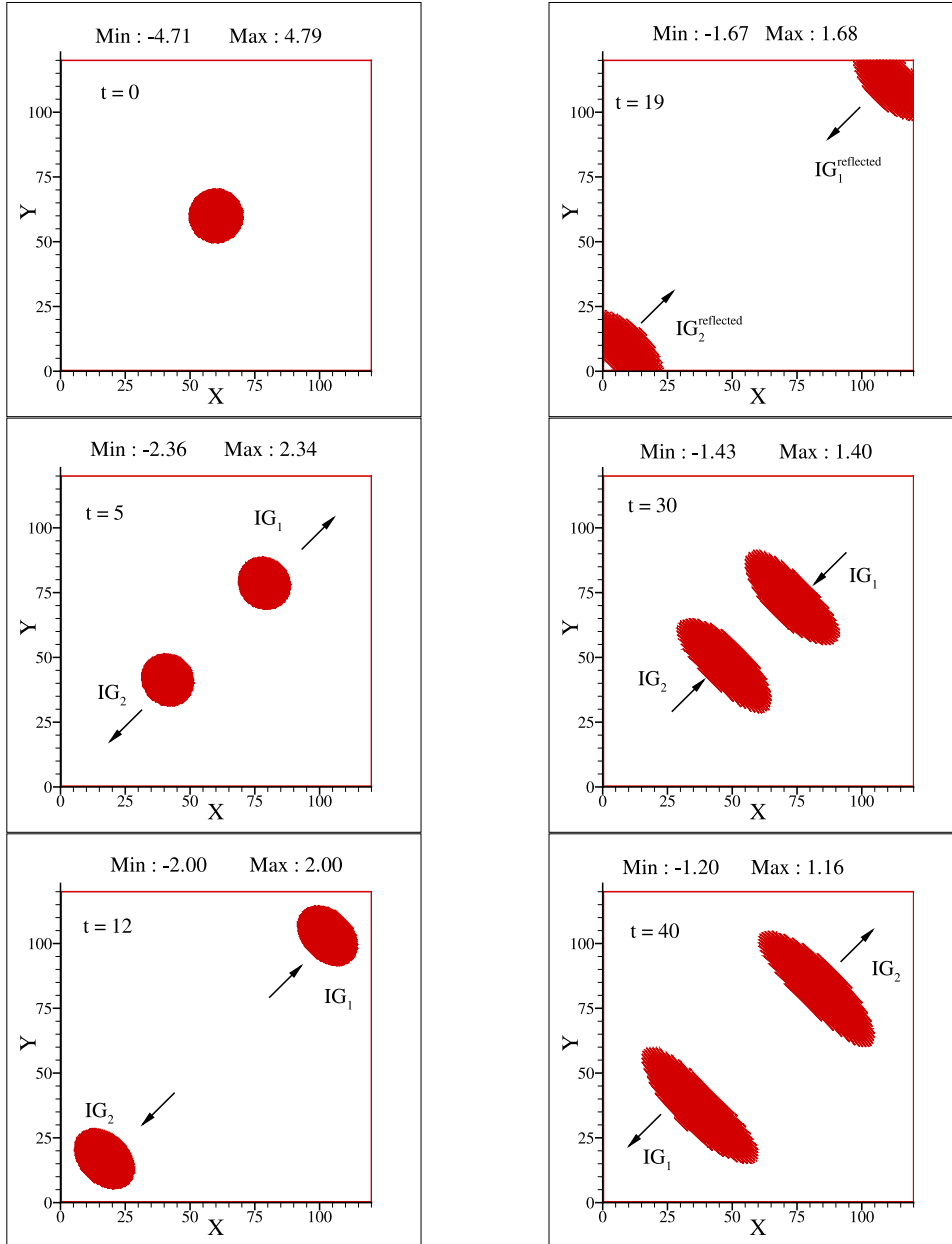 Min : -4.71 Max : 4.79
t = 0
100
75
50
25
0
Y
0 25 50 75 100
X
Min : -1.67 Max : 1.68
t = 19
IG1reflected
IG2reflected
100
75
50
25
0
Y
0 25 50 75 100
X
Min : -2.36 Max : 2.34
t = 5
IG1
IG2
100
75
50
25
0
Y
0 25 50 75 100
X
Min : -1.43 Max : 1.40
t = 30
IG1
IG2
100
75
50
25
0
Y
0 25 50 75 100
X
Min : -2.00 Max : 2.00
t = 12
IG1
IG2
100
75
50
25
0
Y
0 25 50 75 100
X
Min : -1.20 Max : 1.16
t = 40
IG2
IG1
100
75
50
25
0
Y
0 25 50 75 100
X